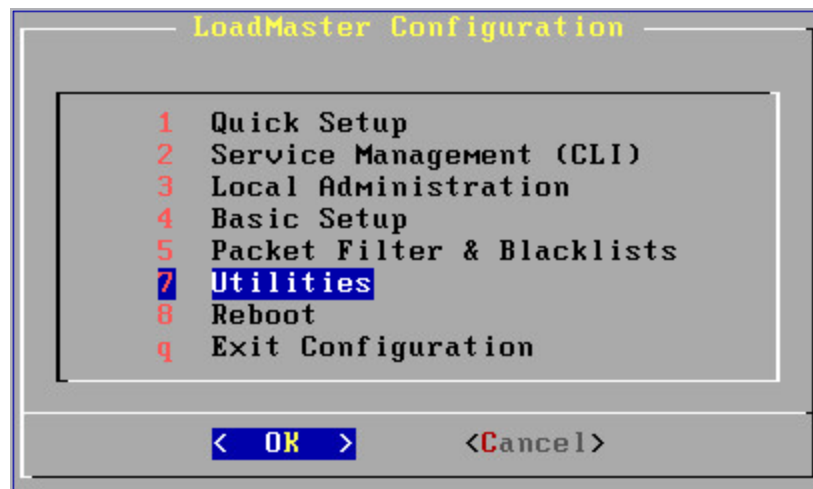 LoadMaster Configuration
1 Quick Setup
2 Service Management (CLI)
3 Local Administration
4 Basic Setup
5 Packet Filter & Blacklists
7 Utilities
8 Reboot
q Exit Configuration
< OK > <Cancel>